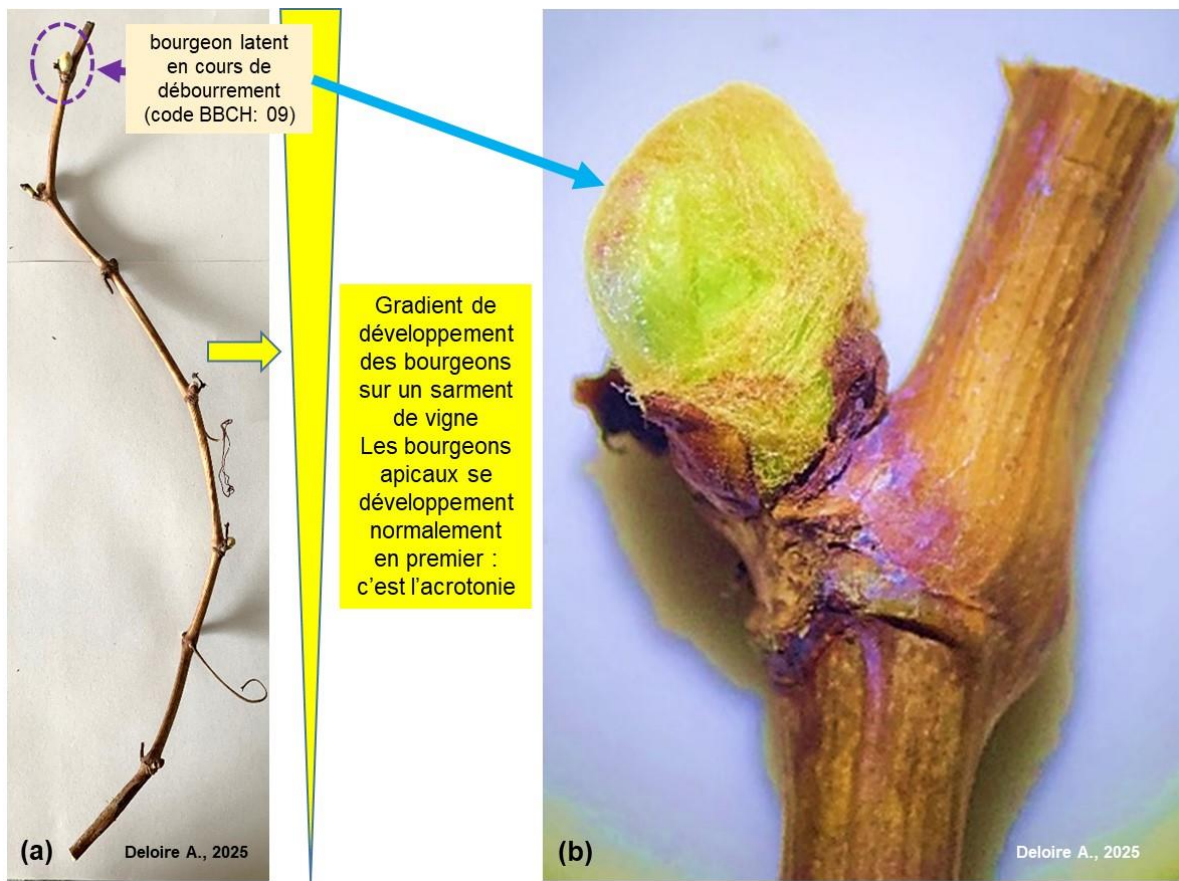 bourgeon latent
en cours de
débourrement
(code BBCH: 09)
Gradient de
développement
des bourgeons
sur un sarment
de vigne
Les bourgeons
apicaux se
développement
normalement
en premier :
c’est l’acrotonie
(a)
Deloire A., 2025
(b)
Deloire A., 2025